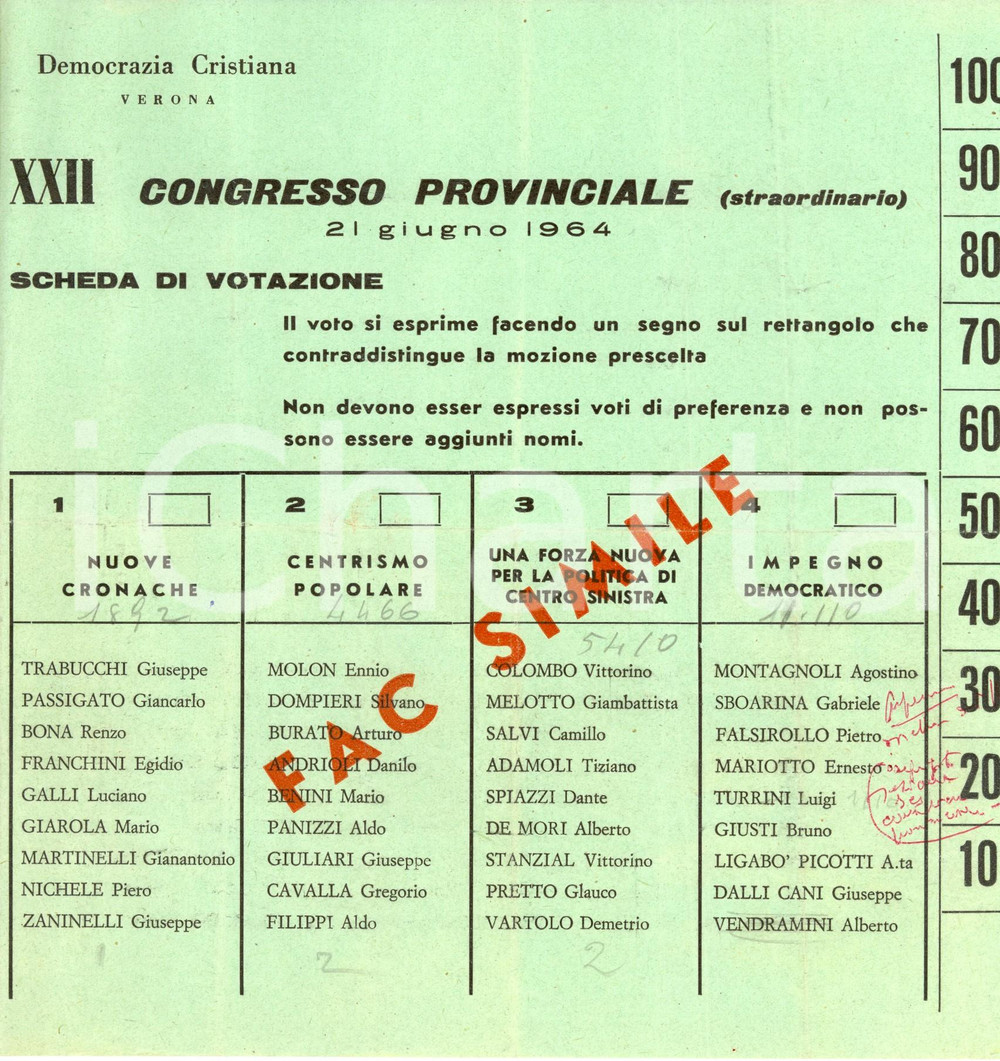 Democrazia Cristiana
VERONA
XXII CONGRESSO PROVINCIALE (straordinario)
21 giugno 1964
SCHEDA DI VOTAZIONE
Il voto si esprime facendo un segno sul rettangolo che
contraddistingue la mozione prescelta
Non devono esser espressi voti di preferenza e non pos-
sono essere aggiunti nomi.
iCharta
FAC SIMILE
1
NUOVE
CRONACHE
1892
TRABUCCHI Giuseppe
PASSIGATO Giancarlo
BONA Renzo
FRANCHINI Egidio
GALLI Luciano
GIAROLA Mario
MARTINELLI Gianantonio
NICHELE Piero
ZANINELLI Giuseppe
1
2
CENTRISMO
POPOLARE
4466
MOLON Ennio
DOMPIERI Silvano
BURATO Arturo
ANDRIOLI Danilo
BENINI Mario
PANIZZI Aldo
GIULIARI Giuseppe
CAVALLA Gregorio
FILIPPI Aldo
2
3
UNA FORZA NUOVA
PER LA POLITICA DI
CENTRO SINISTRA
5410
COLOMBO Vittorino
MELOTTO Giambattista
SALVI Camillo
ADAMOLI Tiziano
SPIAZZI Dante
DE MORI Alberto
STANZIAL Vittorino
PRETTO Glauco
VARTOLO Demetrio
2
4
IMPEGNO
DEMOCRATICO
11.110
MONTAGNOLI Agostino
SBOARINA Gabriele
FALSIROLLO Pietro
MARIOTTO Ernesto
TURRINI Luigi
GIUSTI Bruno
LIGABO' PICOTTI A.ta
DALLI CANI Giuseppe
VENDRAMINI Alberto
100
90
80
70
60
50
40
30
20
10